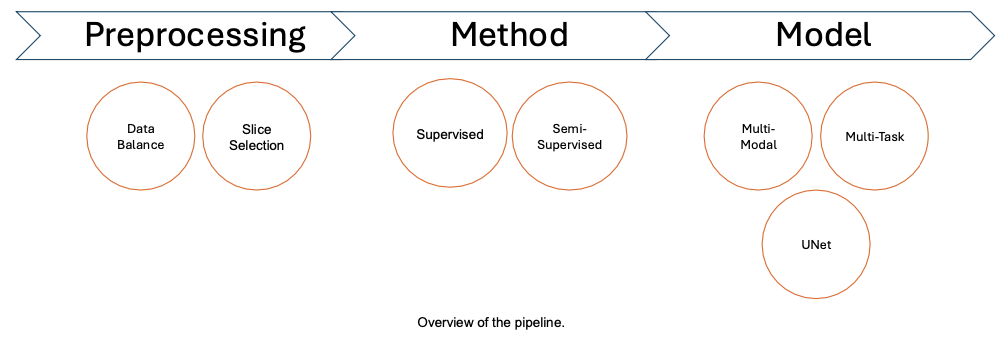 Preprocessing
Method
Model
Data
Balance
Slice
Selection
Supervised
Semi-
Supervised
Multi-
Modal
Multi-Task
UNet
Overview of the pipeline.